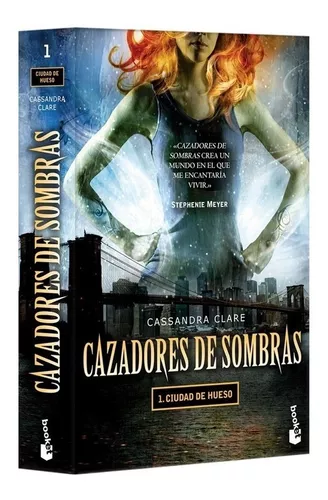 1
CIUDAD DE
HUESO
CASSANDRA
CLARE
CAZADORES DE SOMBRAS
booket
«CAZADORES DE
SOMBRAS CREA UN
MUNDO EN EL QUE
ME ENCANTARÍA
VIVIR.»
STEPHENIE MEYER
CASSANDRA CLARE
CAZADORES DE SOMBRAS
1. CIUDAD DE HUESO
booket